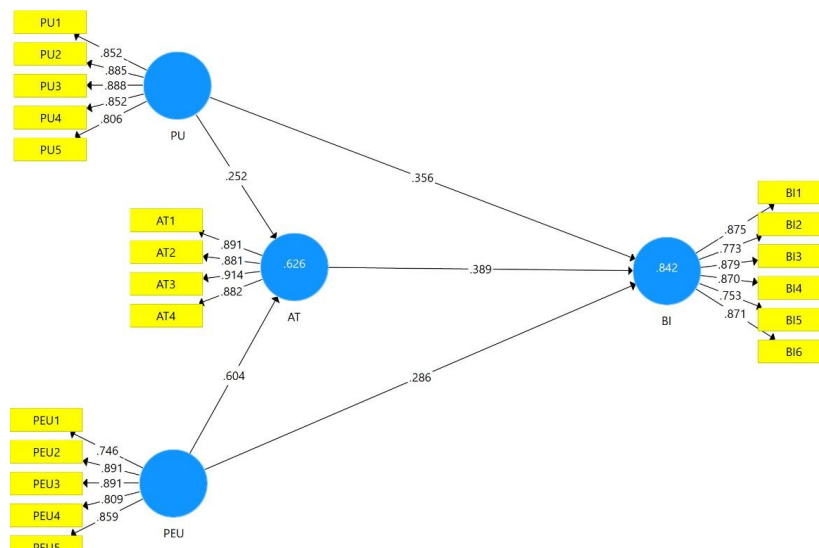 PU1
PU2
PU3
PU4
PU5
.852
.885
.888
.852
.806
PU
.252
.356
AT1
AT2
AT3
AT4
.891
.881
.914
.882
.626
AT
.389
BI1
BI2
BI3
BI4
BI5
BI6
.875
.773
.879
.870
.753
.871
.842
BI
.604
.286
PEU1
PEU2
PEU3
PEU4
PEU5
.746
.891
.891
.809
.859
PEU